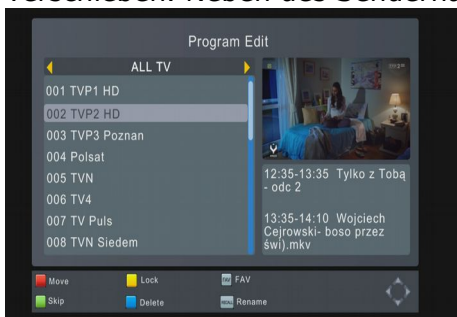 Program Edit
ALL TV
001 TVP1 HD
002 TVP2 HD
003 TVP3 Poznan
004 Polsat
005 TVN
006 TV4
007 TV Puls
008 TVN Siedem
12:35-13:35 Tylko z Tobą
- odc 2
13:35-14:10 Wojciech
Cejrowski- boso przez
świ).mkv
Move
Lock
FAV FAV
Skip
Delete
MENU Rename